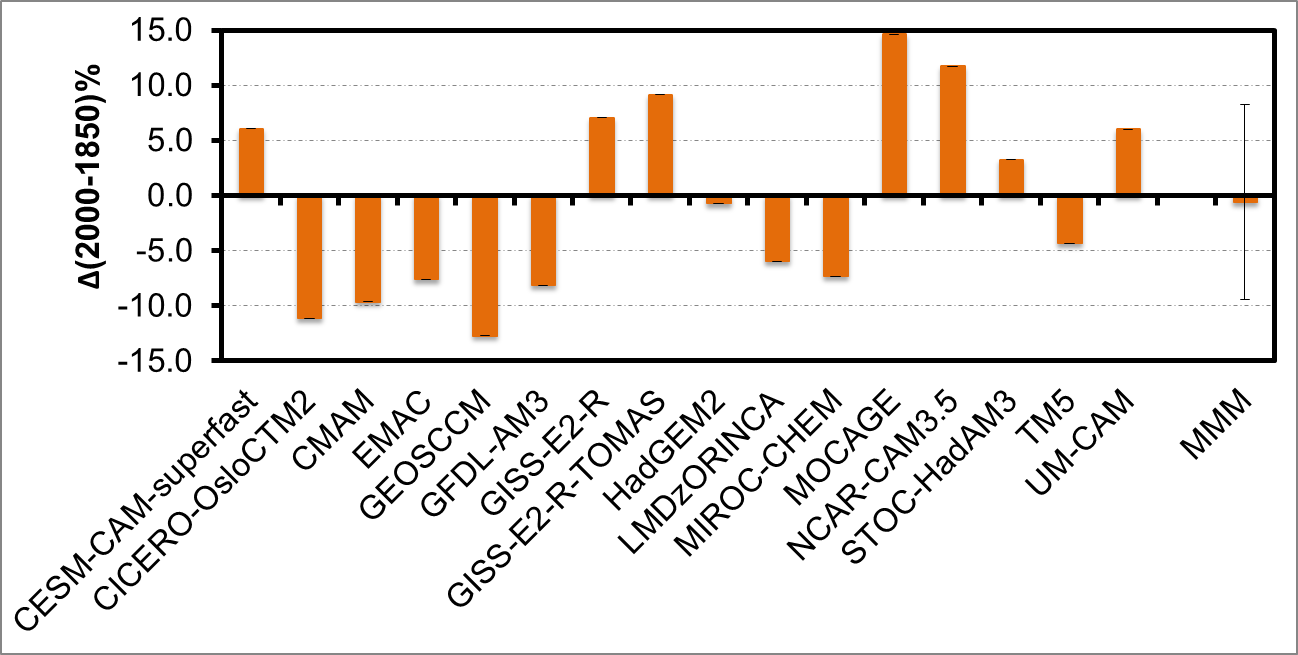 Δ(2000-1850)%
15.0
10.0
5.0
0.0
-5.0
-10.0
-15.0
CESM-CAM-superfast
CICERO-OsloCTM2
CMAM
EMAC
GEOSCCM
GFDL-AM3
GISS-E2-R
GISS-E2-R-TOMAS
HadGEM2
LMDzORINCA
MIROC-CHEM
MOCAGE
NCAR-CAM3.5
STOC-HadAM3
TM5
UM-CAM
MMM